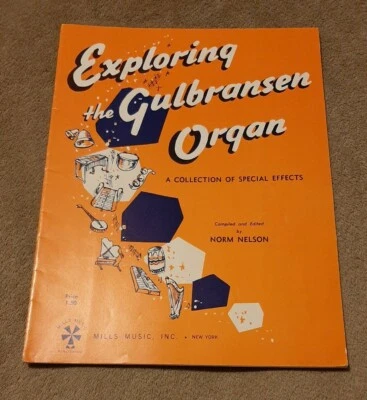 Exploring
the Gulbransen
Organ
A COLLECTION OF SPECIAL EFFECTS
Compiled and Edited
by
NORM NELSON
Price
MILLS MUSIC, INC. • NEW YORK